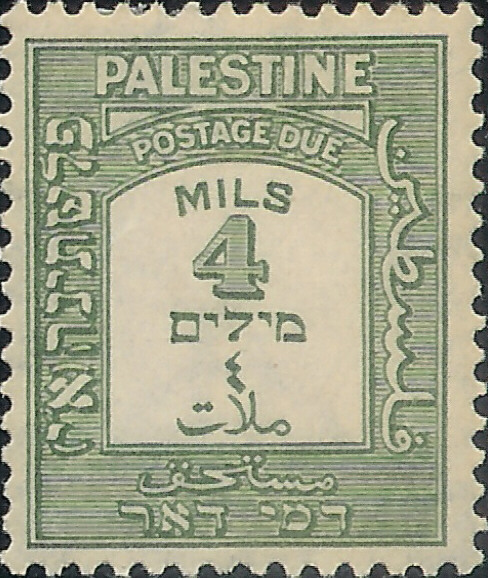 PALESTINE
POSTAGE DUE
פלשתינה א״י
فلسطين
MILS
4
מילים
٤
ملات
مستحق
דמי דאר